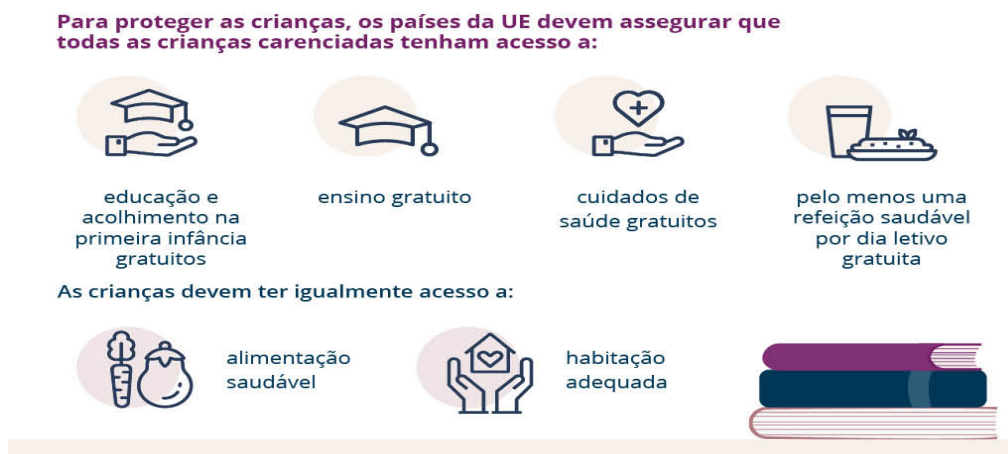 Para proteger as crianças, os países da UE devem assegurar que
todas as crianças carenciadas tenham acesso a:
educação e
acolhimento na
primeira infância
gratuitos
ensino gratuito
cuidados de
saúde gratuitos
pelo menos uma
refeição saudável
por dia letivo
gratuita
As crianças devem ter igualmente acesso a:
alimentação
saudável
habitação
adequada